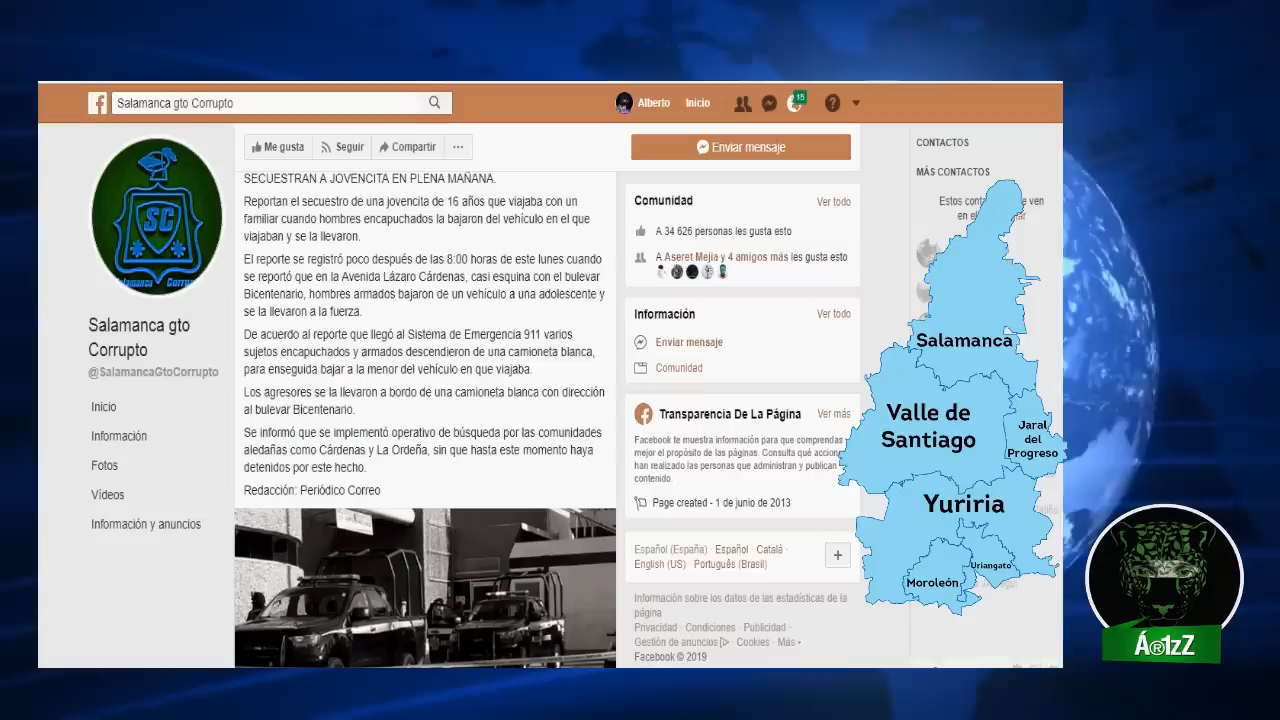 Salamanca gto Corrupto
Alberto
Inicio
15
SC
Salamanca gto
Corrupto
@SalamancaGtoCorrupto
Inicio
Información
Fotos
Vídeos
Información y anuncios
Me gusta
Seguir
Compartir
SECUESTRAN A JOVENCITA EN PLENA MAÑANA.
Reportan el secuestro de una jovencita de 16 años que viajaba con un
familiar cuando hombres encapuchados la bajaron del vehículo en el que
viajaban y se la llevaron.
El reporte se registró poco después de las 8:00 horas de este lunes cuando
se reportó que en la Avenida Lázaro Cárdenas, casi esquina con el bulevar
Bicentenario, hombres armados bajaron de un vehículo a una adolescente y
se la llevaron a la fuerza.
De acuerdo al reporte que llegó al Sistema de Emergencia 911 varios
sujetos encapuchados y armados descendieron de una camioneta blanca,
para enseguida bajar a la menor del vehículo en que viajaba.
Los agresores se la llevaron a bordo de una camioneta blanca con dirección
al bulevar Bicentenario.
Se informó que se implementó operativo de búsqueda por las comunidades
aledañas como Cárdenas y La Ordeña, sin que hasta este momento haya
detenidos por este hecho.
Redacción: Periódico Correo
Enviar mensaje
Comunidad
Ver todo
A 34 626 personas les gusta esto
A Aseret Mejia y 4 amigos más les gusta esto
Información
Ver todo
Enviar mensaje
Comunidad
Transparencia De La Página
Ver más
Facebook te muestra información para que comprendas
mejor el propósito de las páginas. Consulta qué
han realizado las personas que administran y publican
contenido.
Page created - 1 de junio de 2013
Español (España) · Español · Català ·
English (US) · Português (Brasil)
Información sobre los datos de las estadísticas de la
página
Privacidad · Condiciones · Publicidad ·
Gestión de anuncios · Cookies · Más
Facebook © 2019
CONTACTOS
MÁS CONTACTOS
Estos ven
en el
Salamanca
Valle de
Santiago
Jaral
del
Progreso
Yuriria
Uriangato
Moroleón
Á®1zZ